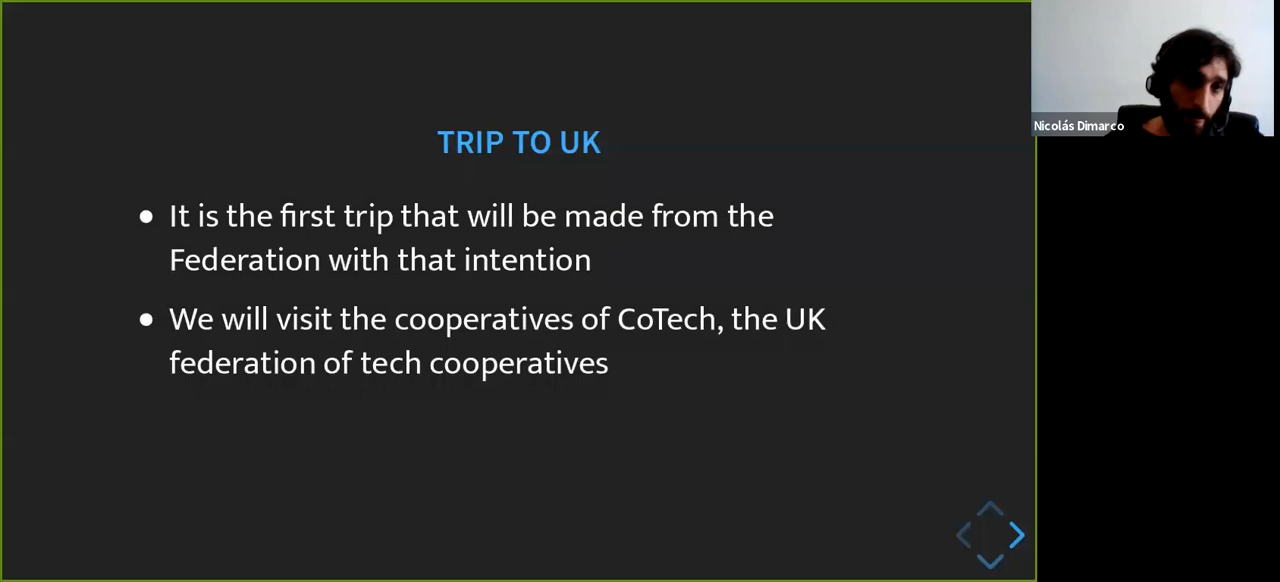 TRIP TO UK
• It is the first trip that will be made from the
Federation with that intention
• We will visit the cooperatives of CoTech, the UK
federation of tech cooperatives
Nicolás Dimarco